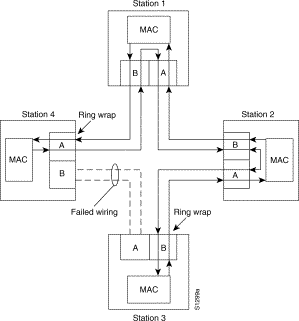 Station 1
MAC
B A
Station 4
Ring wrap
A
MAC
B
Failed wiring
Station 2
B
MAC
A
Ring wrap
A B
MAC
Station 3
S1299a